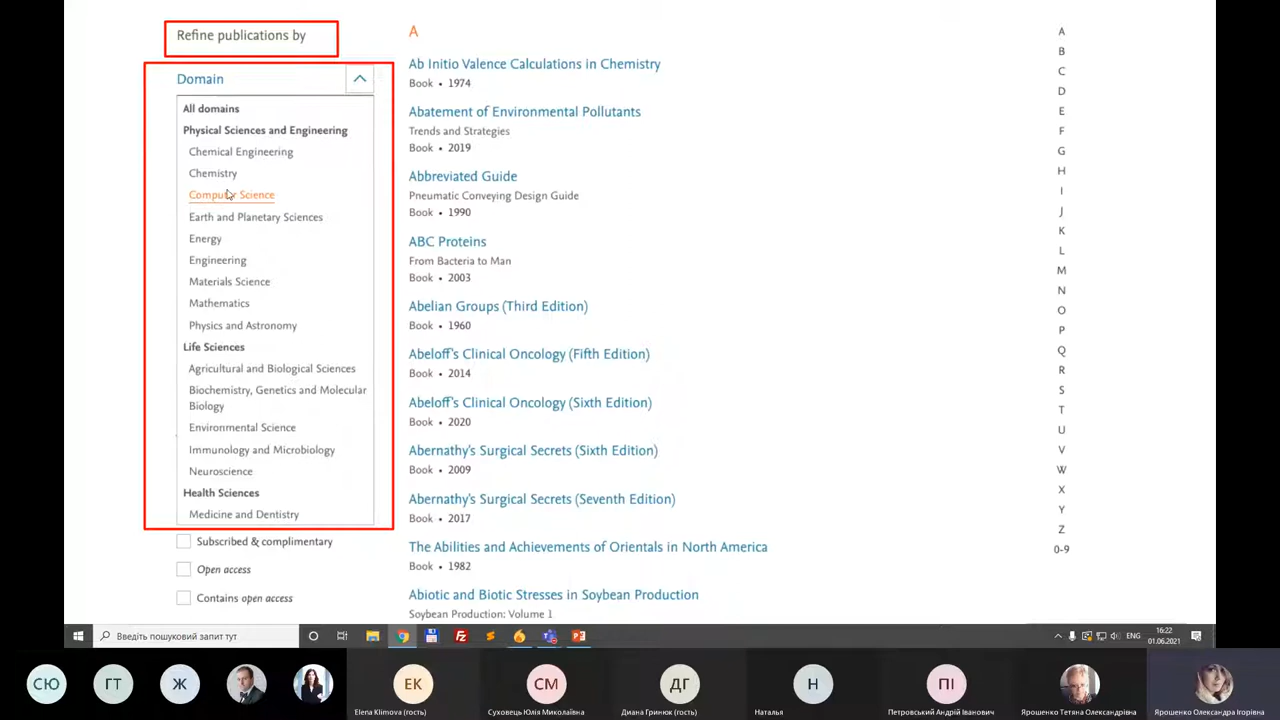 Refine publications by
Domain
All domains
Physical Sciences and Engineering
Chemical Engineering
Chemistry
Computer Science
Earth and Planetary Sciences
Energy
Engineering
Materials Science
Mathematics
Physics and Astronomy
Life Sciences
Agricultural and Biological Sciences
Biochemistry, Genetics and Molecular
Biology
Environmental Science
Immunology and Microbiology
Neuroscience
Health Sciences
Medicine and Dentistry
Subscribed & complimentary
Open access
Contains open access
A
Ab Initio Valence Calculations in Chemistry
Book • 1974
Abatement of Environmental Pollutants
Trends and Strategies
Book • 2019
Abbreviated Guide
Pneumatic Conveying Design Guide
Book • 1990
ABC Proteins
From Bacteria to Man
Book • 2003
Abelian Groups (Third Edition)
Book • 1960
Abeloff's Clinical Oncology (Fifth Edition)
Book • 2014
Abeloff's Clinical Oncology (Sixth Edition)
Book • 2020
Abernathy's Surgical Secrets (Sixth Edition)
Book • 2009
Abernathy's Surgical Secrets (Seventh Edition)
Book • 2017
The Abilities and Achievements of Orientals in North America
Book • 1982
Abiotic and Biotic Stresses in Soybean Production
Soybean Production: Volume 1
A
B
C
D
E
F
G
H
I
J
K
L
M
N
O
P
Q
R
S
T
U
V
W
X
Y
Z
0-9
Введіть пошуковий запит тут
ENG
16:22
01.06.2021
СЮ
ГТ
Ж
ЕК
Elena Klimova (гость)
СМ
Суховець Юлія Миколаївна
ДГ
Диана Гринюк (гость)
Н
Наталья
ПІ
Петровський Андрій Іванович
Ярошенко Тетяна Олександрівна
Ярошенко Олександра Ігорівна